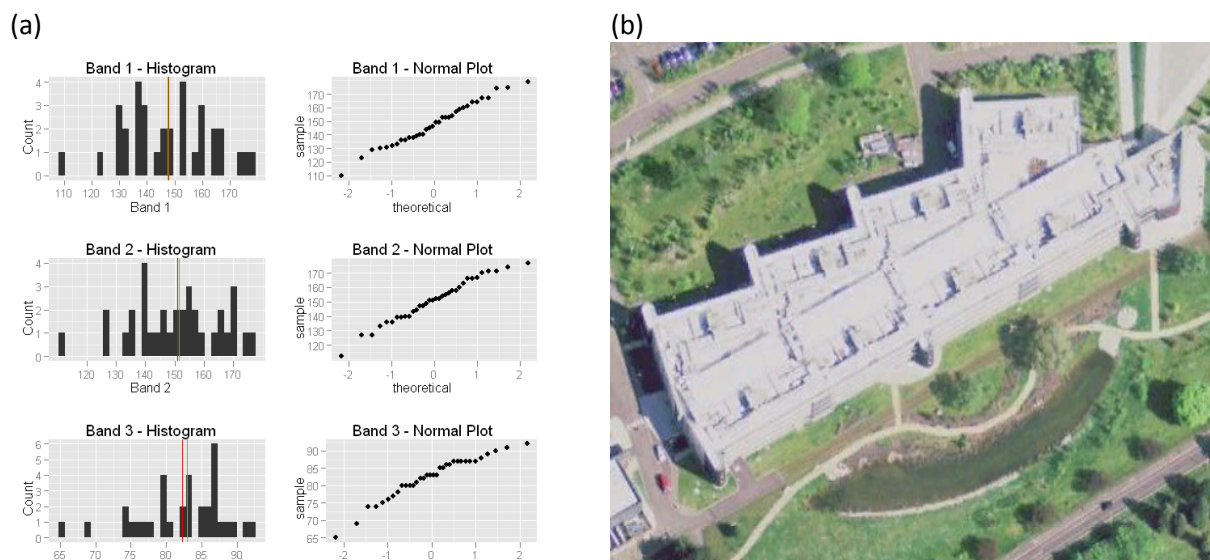 (a)
(b)
Band 1 - Histogram
Count
4
3
2
1
0
110 120 130 140 150 160 170
Band 1
Band 1 - Normal Plot
sample
170
160
150
140
130
120
110
-2 -1 0 1 2
theoretical
Band 2 - Histogram
Count
4
3
2
1
0
120 130 140 150 160 170
Band 2
Band 2 - Normal Plot
sample
170
160
150
140
130
120
-2 -1 0 1 2
theoretical
Band 3 - Histogram
Count
6
5
4
3
2
1
0
65 70 75 80 85 90
Band 3 - Normal Plot
sample
90
85
80
75
70
65
-2 -1 0 1 2